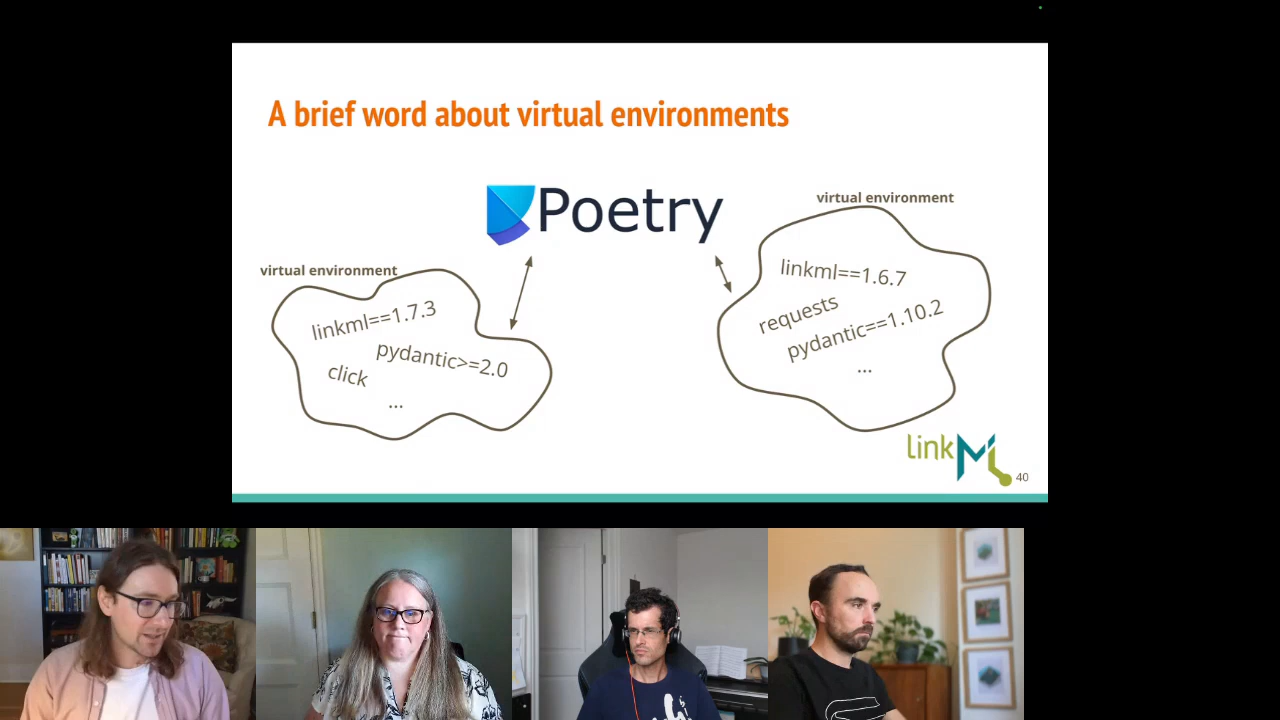 A brief word about virtual environments
Poetry
virtual environment
linkml==1.7.3
pydantic>=2.0
click
...
virtual environment
linkml==1.6.7
requests
pydantic==1.10.2
...
linkML
40